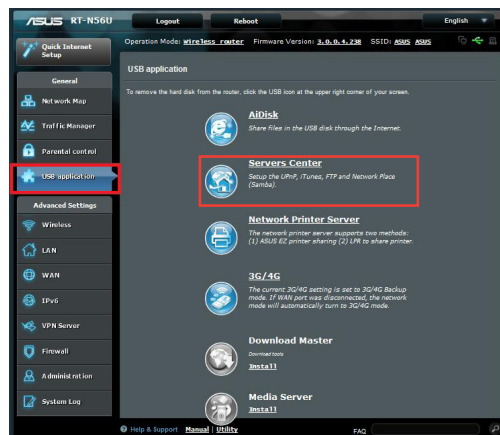 ASUS RT-N56U
Logout
Reboot
English
Quick Internet
Setup
Operation Mode: Wireless router Firmware Version: 3.0.0.4.238 SSID: ASUS ASUS
General
Network Map
Traffic Manager
Parental control
USB application
Advanced Settings
Wireless
LAN
WAN
IPv6
VPN Server
Firewall
Administration
System Log
USB application
To remove the hard disk from the router, click the USB icon at the upper right corner of your screen.
AiDisk
Share files in the USB disk through the Internet.
Servers Center
Setup the UPnP, iTunes, FTP and Network Place
(Samba).
Network Printer Server
The network printer server supports two methods:
(1) ASUS EZ printer sharing (2) LPR to share printer.
3G/4G
The current 3G/4G setting is set to 3G/4G Backup
mode. If WAN port was disconnected, the network
mode will automatically turn to 3G/4G mode.
Download Master
Download tools
Install
Media Server
Install
Help & Support Manual | Utility
FAQ